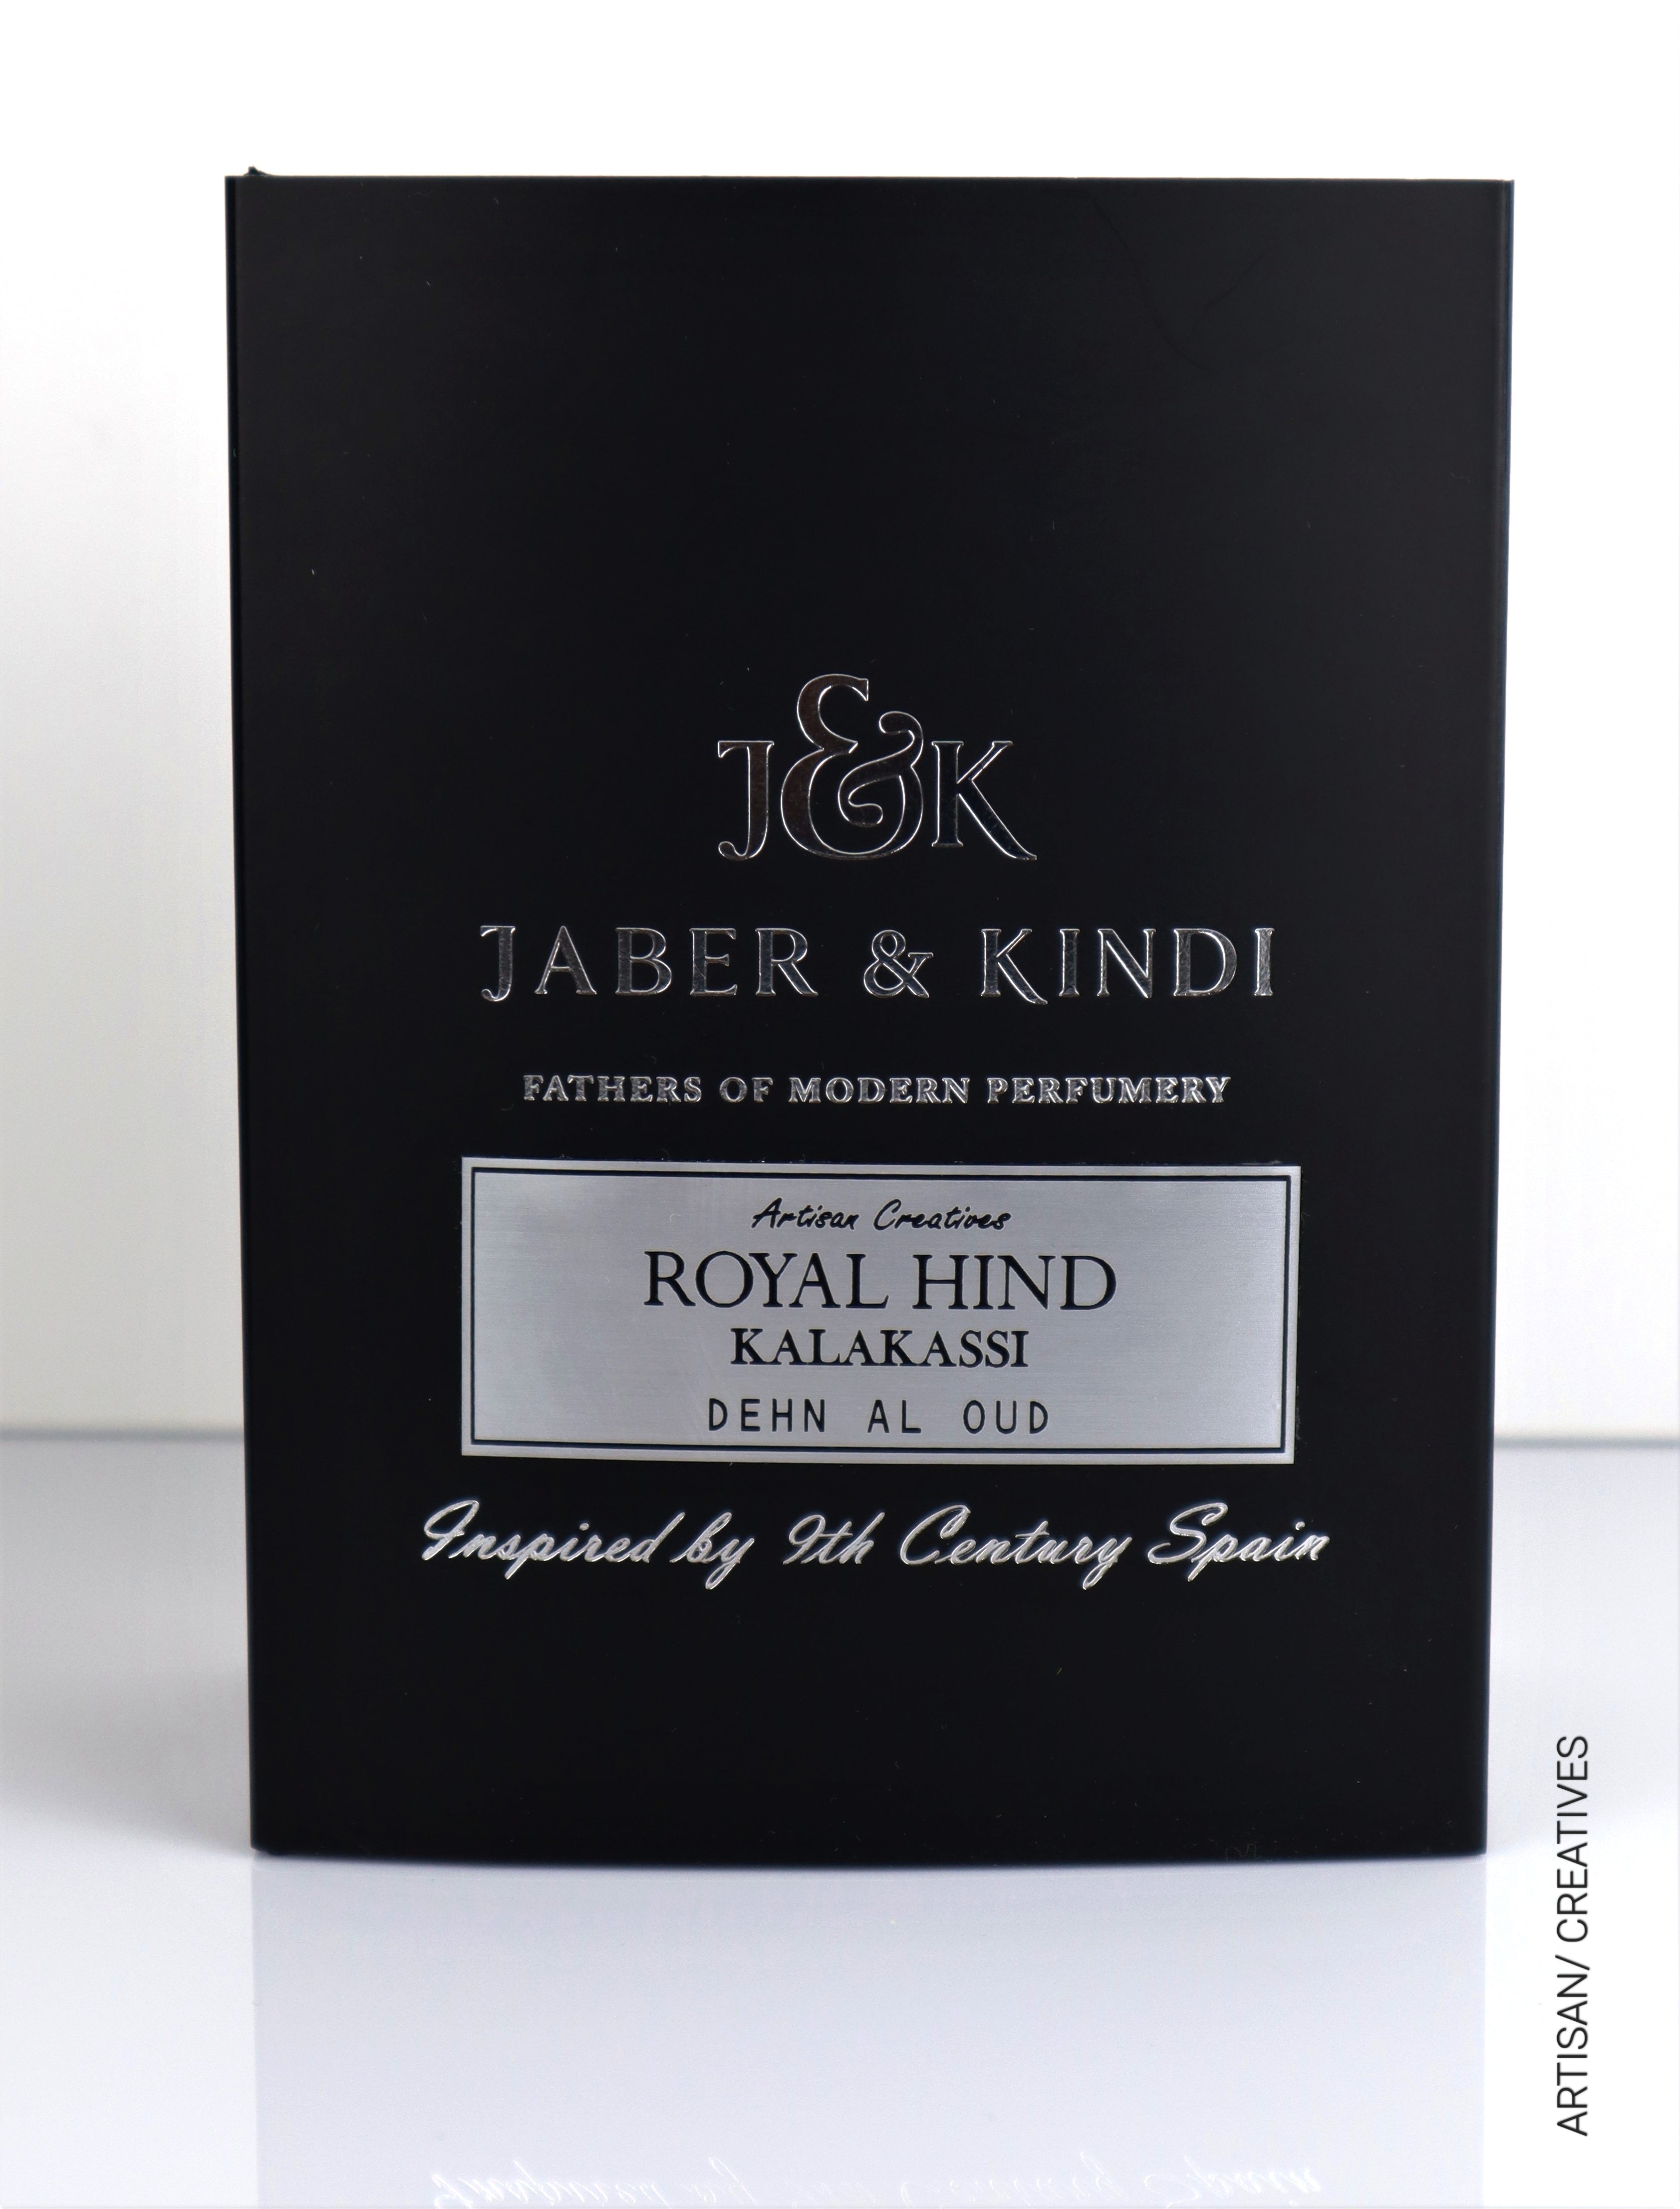 J&K
JABER & KINDI
FATHERS OF MODERN PERFUMERY
Artisan Creatives
ROYAL HIND
KALAKASSI
DEHN AL OUD
Inspired by 9th Century Spain
ARTISAN/ CREATIVES